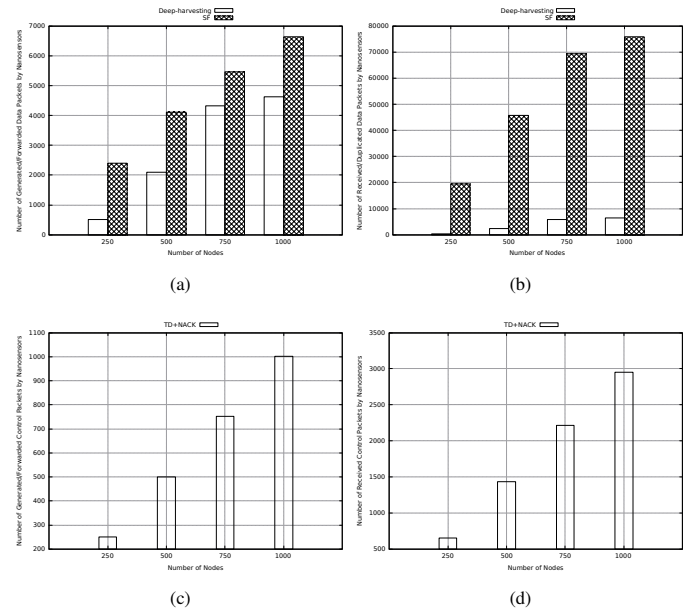 Deep-harvesting
SF
Number of Generated/Forwarded Data Packets by Nanosensors
7000
6000
5000
4000
3000
2000
1000
0
250 500 750 1000
Number of Nodes
(a)
Deep-harvesting
SF
Number of Received/Duplicated Data Packets by Nanosensors
80000
70000
60000
50000
40000
30000
20000
10000
0
250 500 750 1000
Number of Nodes
(b)
TD+NACK
Number of Generated/Forwarded Control Packets by Nanosensors
1100
1000
900
800
700
600
500
400
300
200
250 500 750 1000
Number of Nodes
(c)
TD+NACK
Number of Received Control Packets by Nanosensors
3500
3000
2500
2000
1500
1000
500
250 500 750 1000
Number of Nodes
(d)